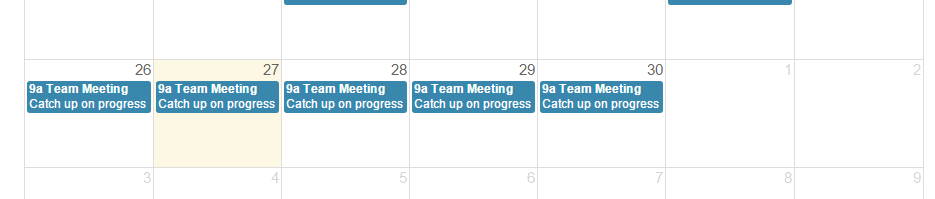 26 27 28 29 30 1 2
9a Team Meeting 9a Team Meeting 9a Team Meeting 9a Team Meeting 9a Team Meeting
Catch up on progress Catch up on progress Catch up on progress Catch up on progress Catch up on progress
3 4 5 6 7 8 9